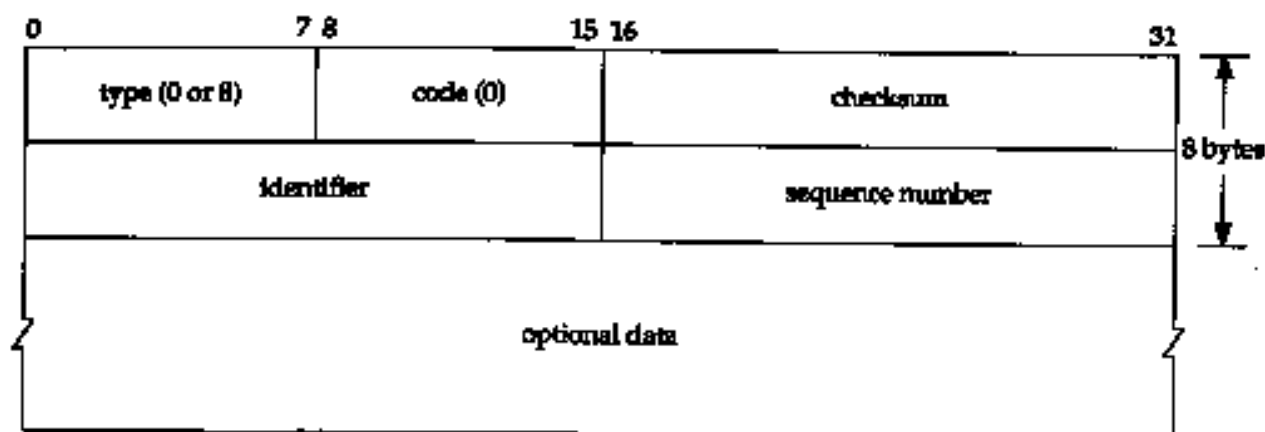 0 7 8 15 16 31
type (0 or 8) code (0) checksum
8 bytes
identifier sequence number
optional data